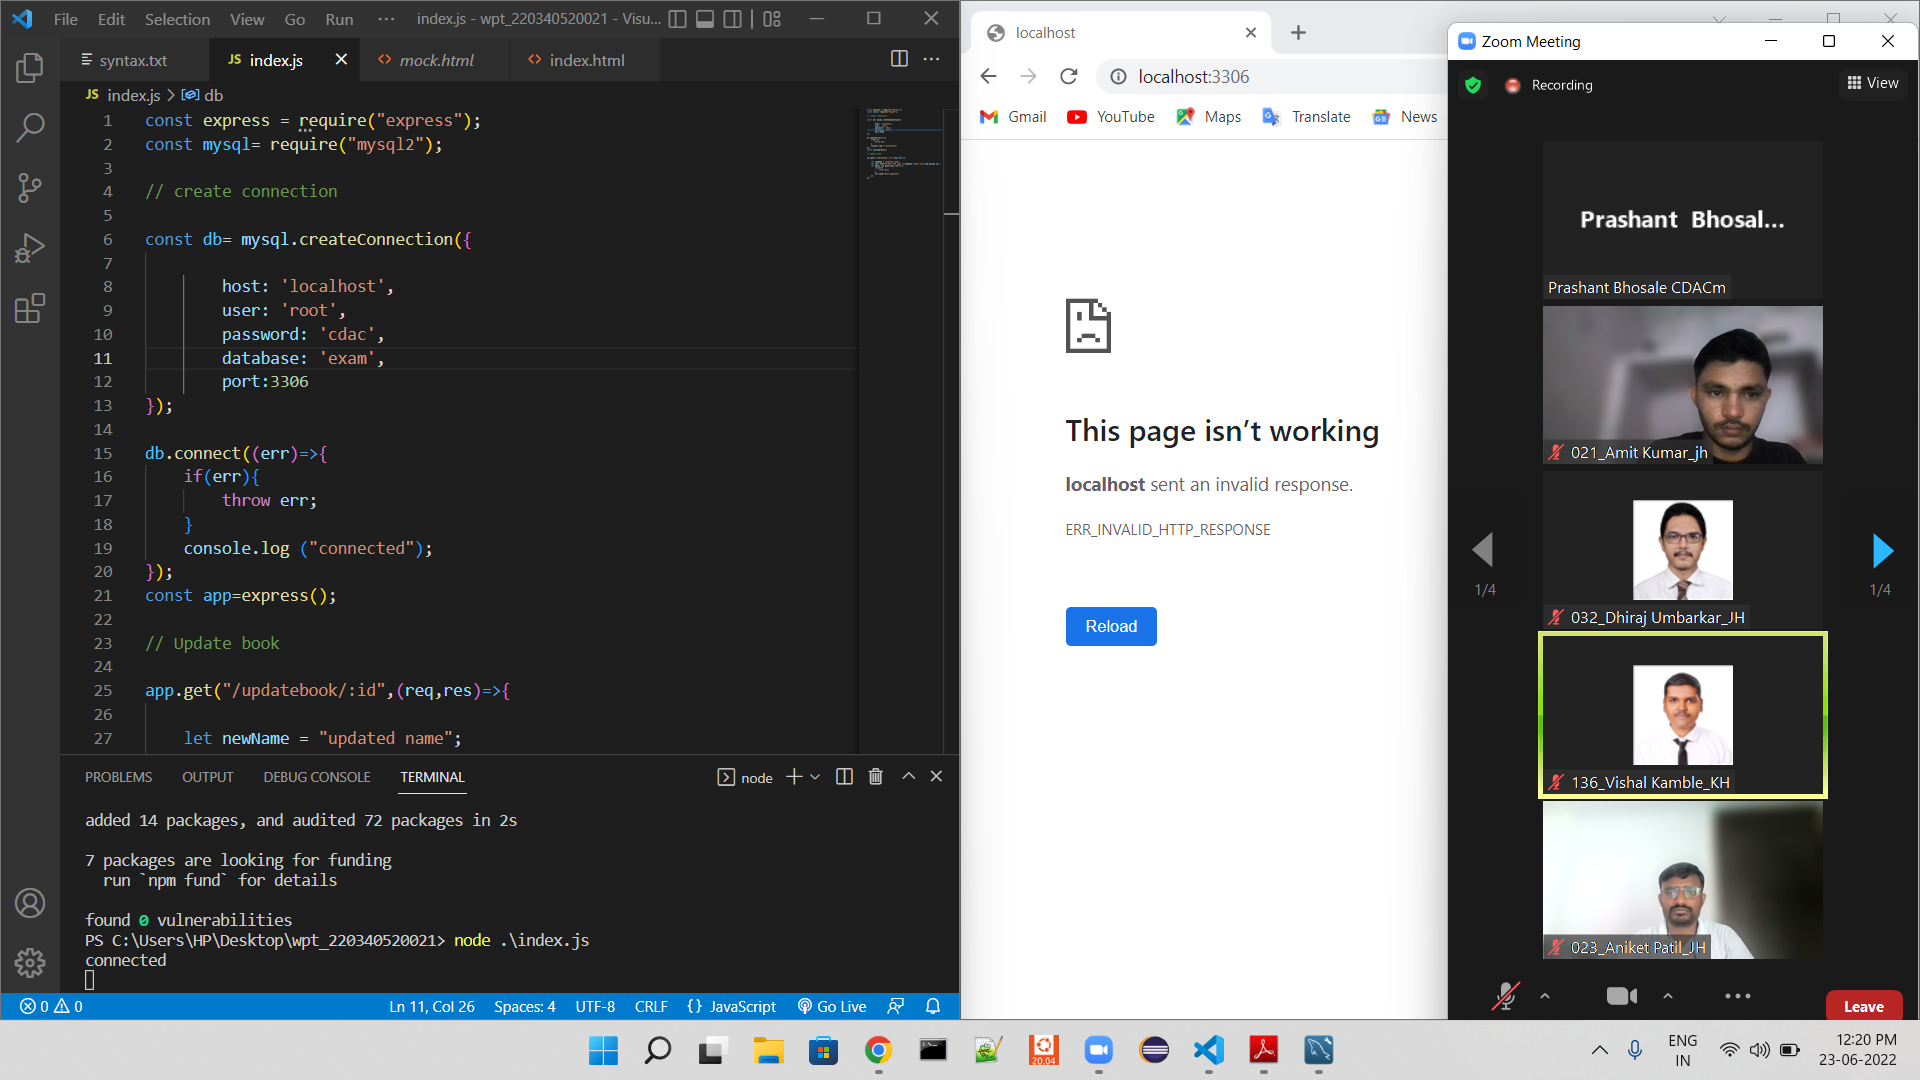 File Edit Selection View Go Run ··· index.js - wpt_220340520021 - Visu...
syntax.txt JS index.js mock.html index.html
JS index.js > db
1 const express = require("express");
2 const mysql= require("mysql2");
3
4 // create connection
5
6 const db= mysql.createConnection({
7
8 host: 'localhost',
9 user: 'root',
10 password: 'cdac',
11 database: 'exam',
12 port:3306
13 });
14
15 db.connect((err)=>{
16 if(err){
17 throw err;
18 }
19 console.log ("connected");
20 });
21 const app=express();
22
23 // Update book
24
25 app.get("/updatebook/:id",(req,res)=>{
26
27 let newName = "updated name";
PROBLEMS OUTPUT DEBUG CONSOLE TERMINAL node
added 14 packages, and audited 72 packages in 2s
7 packages are looking for funding
run `npm fund` for details
found 0 vulnerabilities
PS C:\Users\HP\Desktop\wpt_220340520021> node .\index.js
connected
0 0 Ln 11, Col 26 Spaces: 4 UTF-8 CRLF {} JavaScript Go Live
localhost
localhost:3306
Gmail YouTube Maps Translate News
This page isn't working
localhost sent an invalid response.
ERR_INVALID_HTTP_RESPONSE
Reload
Zoom Meeting
Recording View
Prashant Bhosal...
Prashant Bhosale CDACm
021_Amit Kumar_jh
032_Dhiraj Umbarkar_JH
1/4 1/4
136_Vishal Kamble_KH
023_Aniket Patil_JH
Leave
20.04
ENG
IN
12:20 PM
23-06-2022